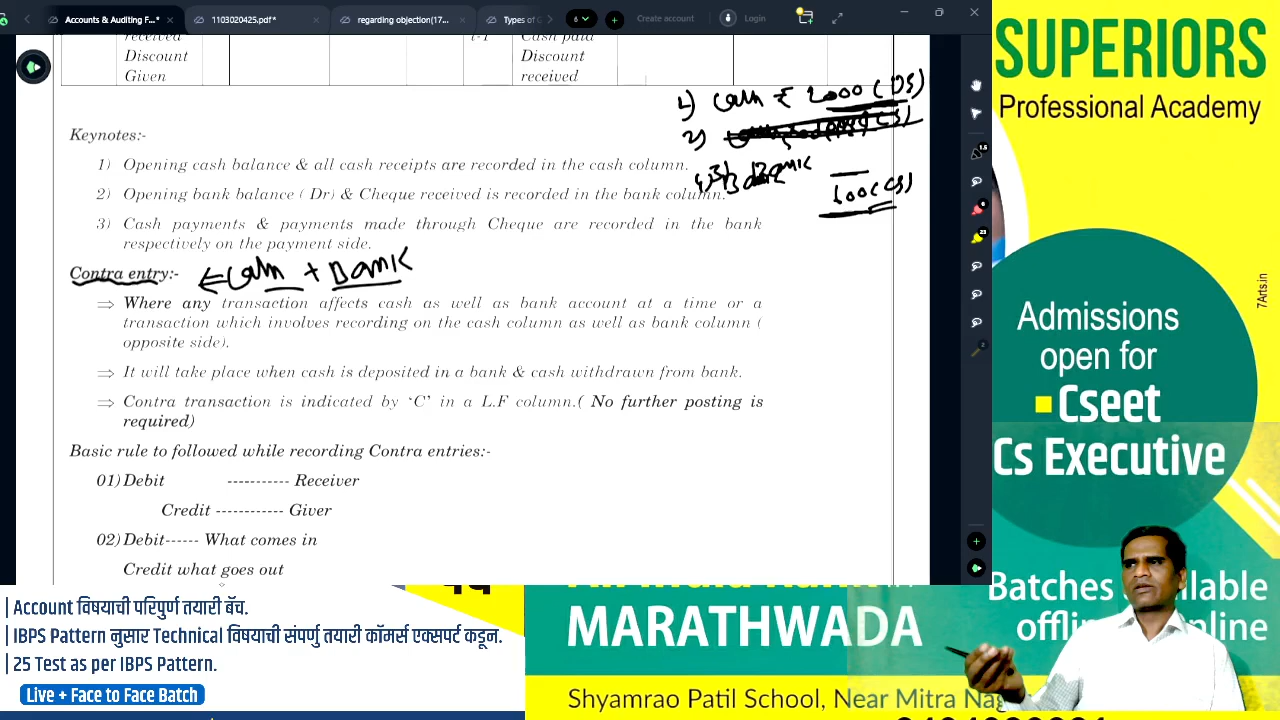 Accounts & Auditing F...*
1103020425.pdf*
regarding objection(17...
Types of
6
Create account
Login
received
Discount
Given
Cash paid
Discount
received
1) Cash ₹ 2000 (DS)
2)
Bank
Keynotes:-
1) Opening cash balance & all cash receipts are recorded in the cash column.
2) Opening bank balance ( Dr) & Cheque received is recorded in the bank column.
3) Cash payments & payments made through Cheque are recorded in the bank
respectively on the payment side.
Contra entry:- Cash + Bank
⇒ Where any transaction affects cash as well as bank account at a time or a
transaction which involves recording on the cash column as well as bank column (
opposite side).
⇒ It will take place when cash is deposited in a bank & cash withdrawn from bank.
⇒ Contra transaction is indicated by ‘C’ in a L.F column.( No further posting is
required)
Basic rule to followed while recording Contra entries:-
01) Debit ----------- Receiver
Credit ------------ Giver
02) Debit------ What comes in
Credit what goes out
SUPERIORS
Professional Academy
7Arts.in
Admissions
open for
Cseet
Cs Executive
Batches
offline
| Account विषयाची परिपुर्ण तयारी बॅच.
| IBPS Pattern नुसार Technical विषयाची संपर्ण तयारी कॉमर्स एक्सपर्ट कडून.
| 25 Test as per IBPS Pattern.
Live + Face to Face Batch
MARATHWADA
Shyamrao Patil School, Near Mitra